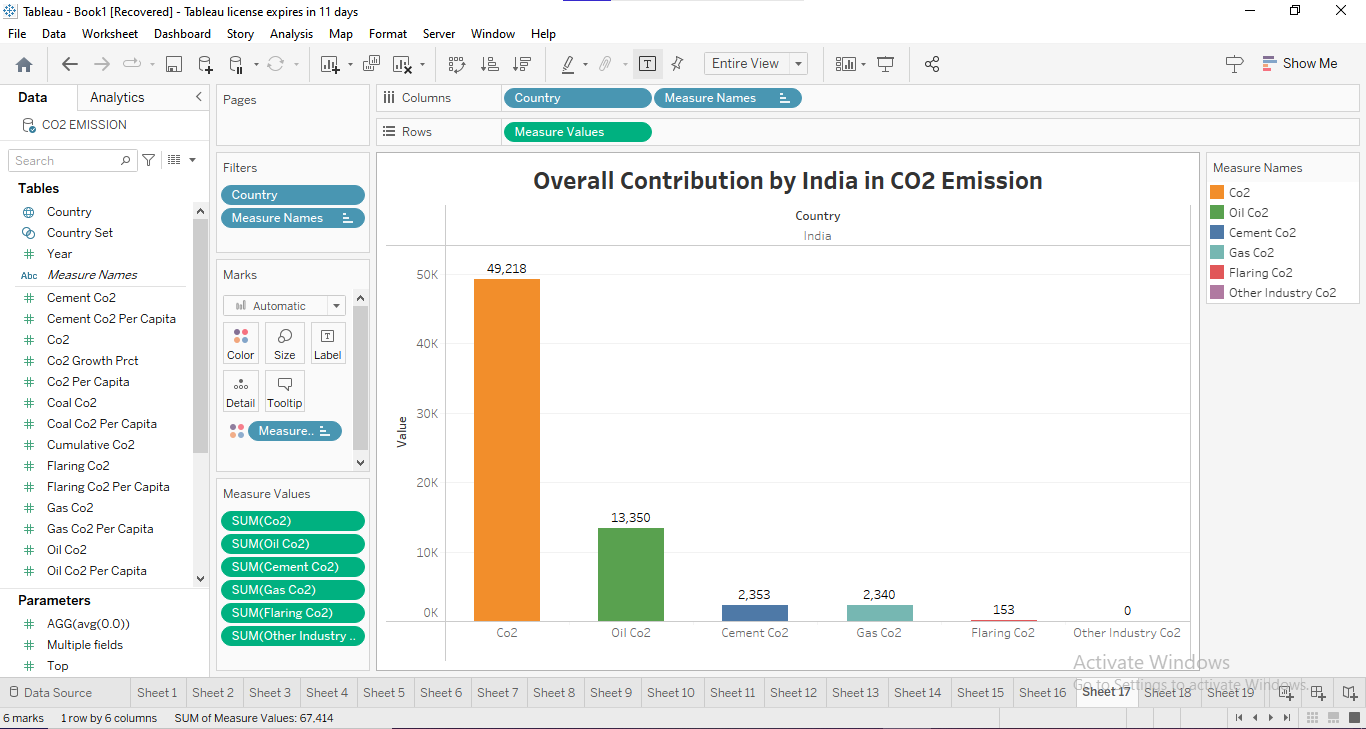 Tableau - Book1 [Recovered] - Tableau license expires in 11 days
File Data Worksheet Dashboard Story Analysis Map Format Server Window Help
Entire View
Show Me
Data Analytics
CO2 EMISSION
Search
Tables
Country
Country Set
Year
Abc Measure Names
Cement Co2
Cement Co2 Per Capita
Co2
Co2 Growth Prct
Co2 Per Capita
Coal Co2
Coal Co2 Per Capita
Cumulative Co2
Flaring Co2
Flaring Co2 Per Capita
Gas Co2
Gas Co2 Per Capita
Oil Co2
Oil Co2 Per Capita
Parameters
AGG(avg(0.0))
Multiple fields
Top
Pages
Filters
Country
Measure Names
Marks
Automatic
Color Size Label
Detail Tooltip
Measure..
Measure Values
SUM(Co2)
SUM(Oil Co2)
SUM(Cement Co2)
SUM(Gas Co2)
SUM(Flaring Co2)
SUM(Other Industry ..
Columns Country Measure Names
Rows Measure Values
Overall Contribution by India in CO2 Emission
Country
India
Value
50K
40K
30K
20K
10K
0K
49,218
13,350
2,353
2,340
153
0
Co2 Oil Co2 Cement Co2 Gas Co2 Flaring Co2 Other Industry Co2
Measure Names
Co2
Oil Co2
Cement Co2
Gas Co2
Flaring Co2
Other Industry Co2
Activate Windows
Go to Settings to activate Windows.
Data Source Sheet 1 Sheet 2 Sheet 3 Sheet 4 Sheet 5 Sheet 6 Sheet 7 Sheet 8 Sheet 9 Sheet 10 Sheet 11 Sheet 12 Sheet 13 Sheet 14 Sheet 15 Sheet 16 Sheet 17 Sheet 18 Sheet 19
6 marks 1 row by 6 columns SUM of Measure Values: 67,414